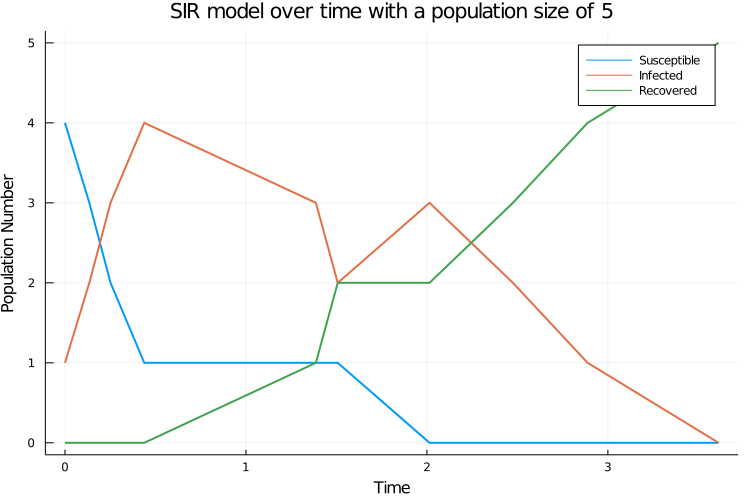 SIR model over time with a population size of 5
Susceptible
Infected
Recovered
Population Number
5
4
3
2
1
0
0 1 2 3
Time